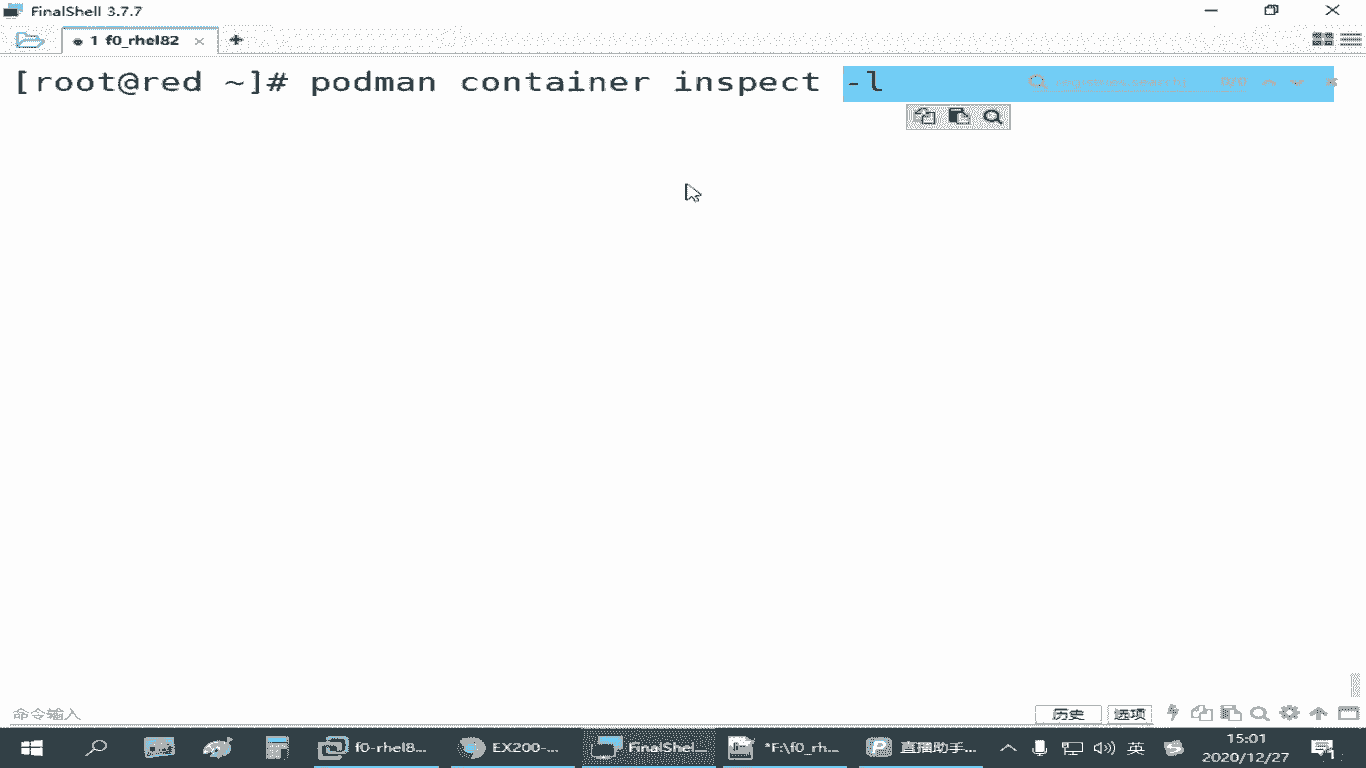 FinalShell 3.7.7
1 f0_rhel82
[root@red ~]# podman container inspect -l
命令输入
历史 选项
f0-rhel8... EX200-... FinalShel... *F:\f0_rh... 直播助手... 英 15:01
2020/12/27